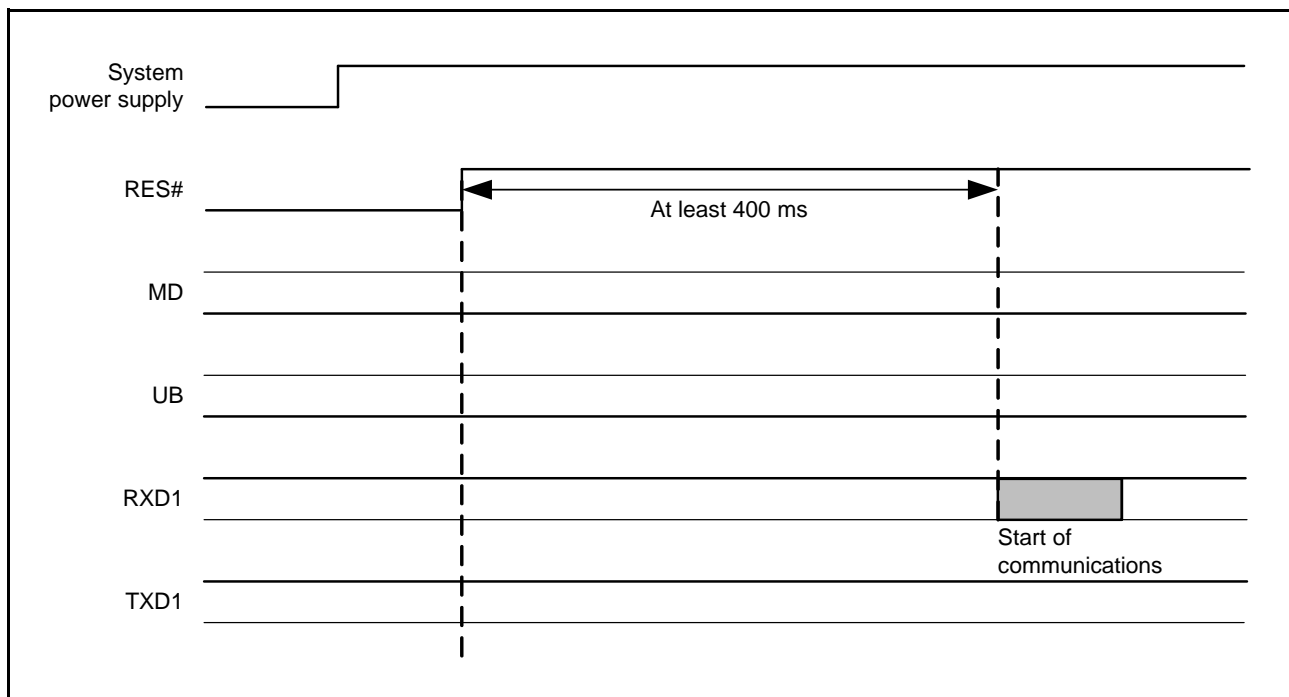 System
power supply
RES#
At least 400 ms
MD
UB
RXD1
Start of
communications
TXD1